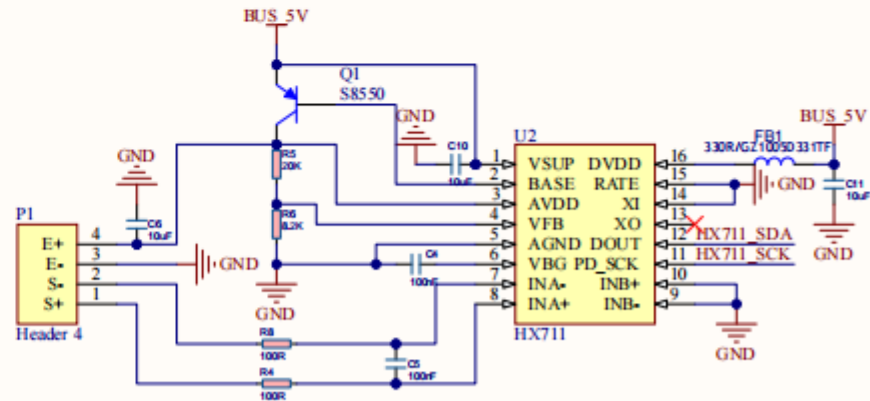 BUS_5V
Q1
S8550
GND
C10
10uF
U2
HX711
1 VSUP DVDD 16
2 BASE RATE 15
3 AVDD XI 14
4 VFB XO 13
5 AGND DOUT 12
6 VBG PD_SCK 11
7 INA- INB+ 10
8 INA+ INB- 9
FB1
330R/GZ1005D331TF
BUS_5V
C11
10uF
GND
GND
HX711_SDA
HX711_SCK
GND
GND
C6
10uF
R5
20K
R6
8.2K
P1
4 E+
3 E-
2 S-
1 S+
Header 4
GND
GND
C4
100nF
R8
100R
R4
100R
C5
100nF